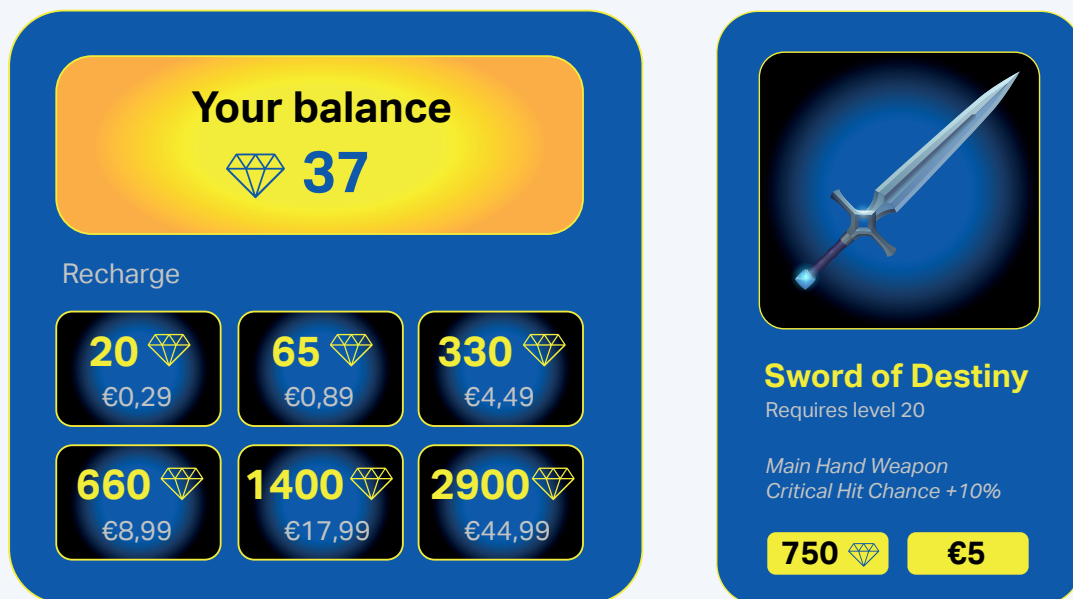 Your balance
37
Recharge
20
€0,29
65
€0,89
330
€4,49
660
€8,99
1400
€17,99
2900
€44,99
Sword of Destiny
Requires level 20
Main Hand Weapon
Critical Hit Chance +10%
750
€5